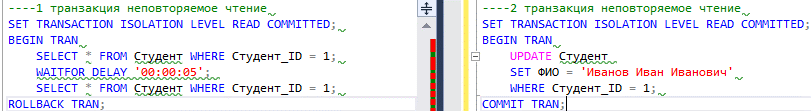 ----1 транзакция неповторяемое чтение
SET TRANSACTION ISOLATION LEVEL READ COMMITTED;
BEGIN TRAN
SELECT * FROM Студент WHERE Студент_ID = 1;
WAITFOR DELAY '00:00:05';
SELECT * FROM Студент WHERE Студент_ID = 1;
ROLLBACK TRAN;
----2 транзакция неповторяемое чтение
SET TRANSACTION ISOLATION LEVEL READ COMMITTED;
BEGIN TRAN
UPDATE Студент
SET ФИО = 'Иванов Иван Иванович'
WHERE Студент_ID = 1;
COMMIT TRAN;